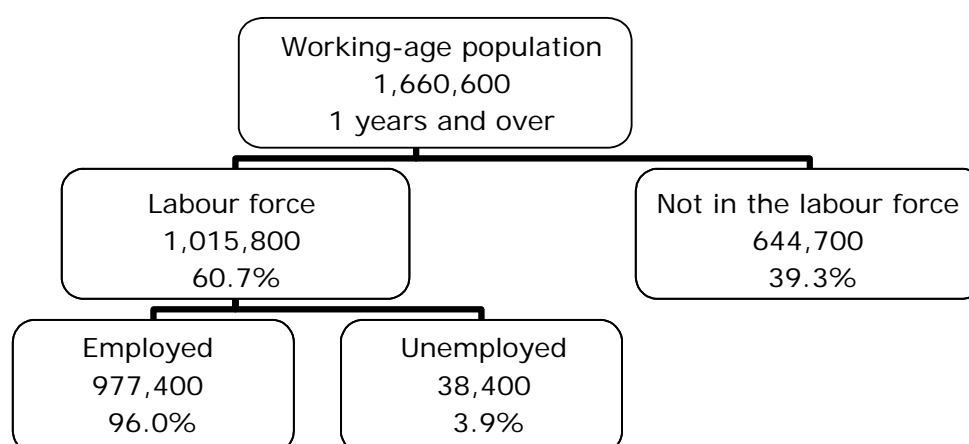 Working-age population
1,660,600
1 years and over
Labour force
1,015,800
60.7%
Not in the labour force
644,700
39.3%
Employed
977,400
96.0%
Unemployed
38,400
3.9%